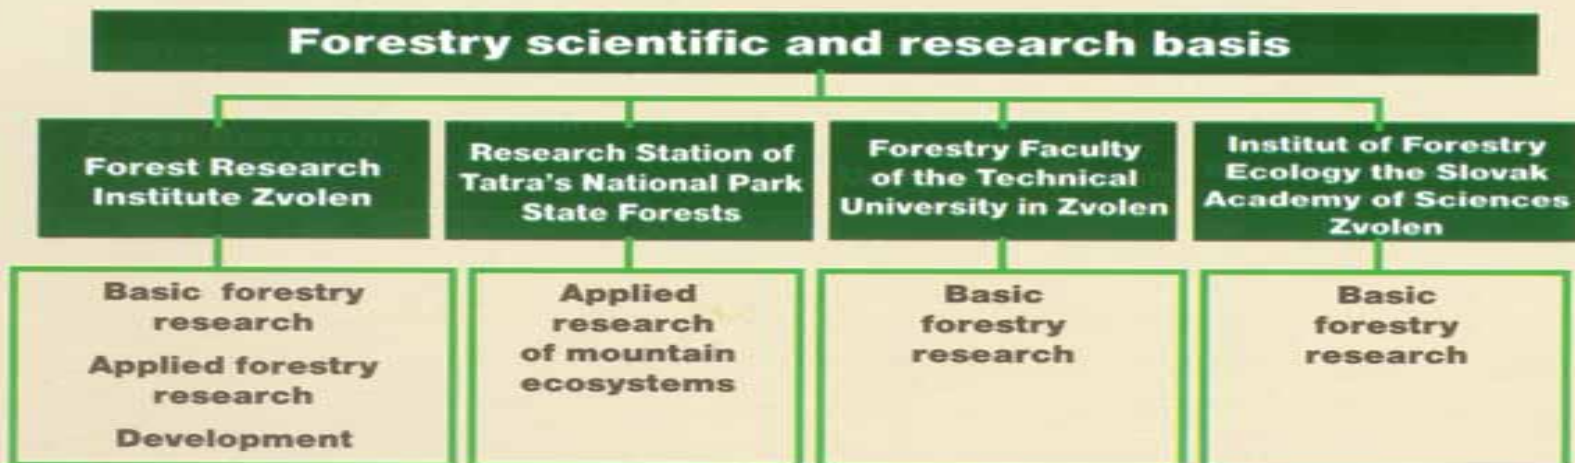 Forestry scientific and research basis
Forest Research
Institute Zvolen
Research Station of
Tatra's National Park
State Forests
Forestry Faculty
of the Technical
University in Zvolen
Institut of Forestry
Ecology the Slovak
Academy of Sciences
Zvolen
Basic forestry
research
Applied forestry
research
Development
Applied
research
of mountain
ecosystems
Basic
forestry
research
Basic
forestry
research